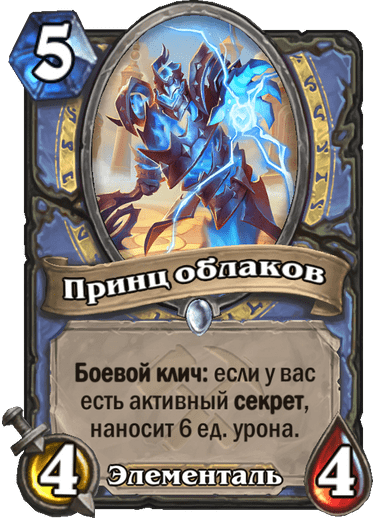 5
Принц облаков
Боевой клич: если у вас
есть активный секрет,
наносит 6 ед. урона.
4
Элементаль
4